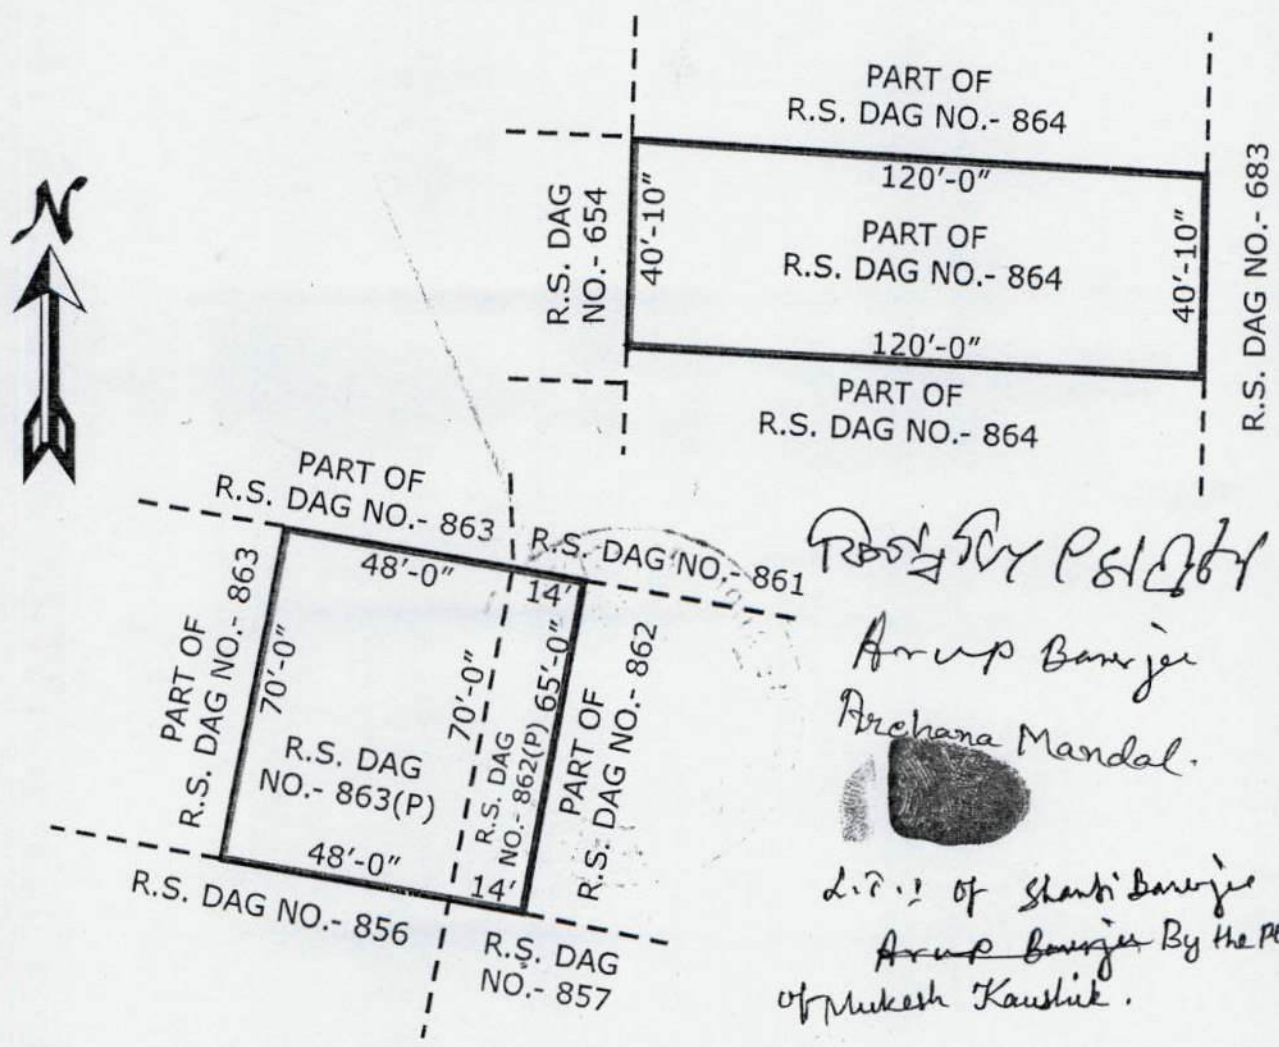 N
PART OF
R.S. DAG NO.- 864
120'-0"
R.S. DAG
NO.- 654
40'-10"
PART OF
R.S. DAG NO.- 864
40'-10"
R.S. DAG NO.- 683
120'-0"
PART OF
R.S. DAG NO.- 864
PART OF
R.S. DAG NO.- 863
R.S. DAG NO.- 861
48'-0"
14'
PART OF
R.S. DAG NO.- 863
70'-0"
R.S. DAG
NO.- 863(P)
70'-0"
R.S. DAG
NO.- 862(P)
65'-0"
PART OF
R.S. DAG NO.- 862
48'-0"
14'
R.S. DAG NO.- 856
R.S. DAG
NO.- 857
Arup Banerjee
Archana Mandal.
L.T.I of Shanti Banerjee
Arup Banerjee By the
of Mukesh Kaushik.